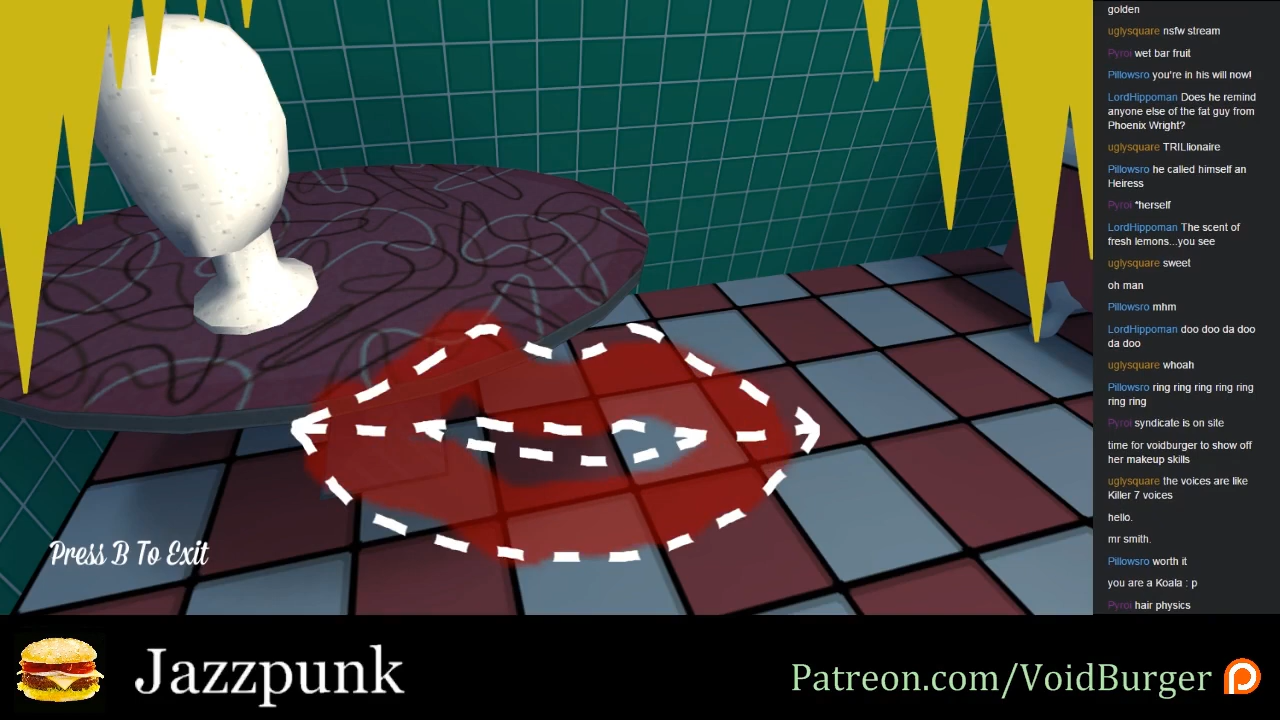 golden
uglysquare nsfw stream
Pyroi wet bar fruit
Pillowsro you're in his will now!
LordHippoman Does he remind
anyone else of the fat guy from
Phoenix Wright?
uglysquare TRILlionaire
Pillowsro he called himself an
Heiress
Pyroi *herself
LordHippoman The scent of
fresh lemons...you see
uglysquare sweet
oh man
Pillowsro mhm
LordHippoman doo doo da doo
da doo
uglysquare whoah
Pillowsro ring ring ring ring ring
ring ring
Pyroi syndicate is on site
time for voidburger to show off
her makeup skills
uglysquare the voices are like
Killer 7 voices
hello.
mr smith.
Pillowsro worth it
you are a Koala : p
Pyroi hair physics
Press B To Exit
Jazzpunk
Patreon.com/VoidBurger